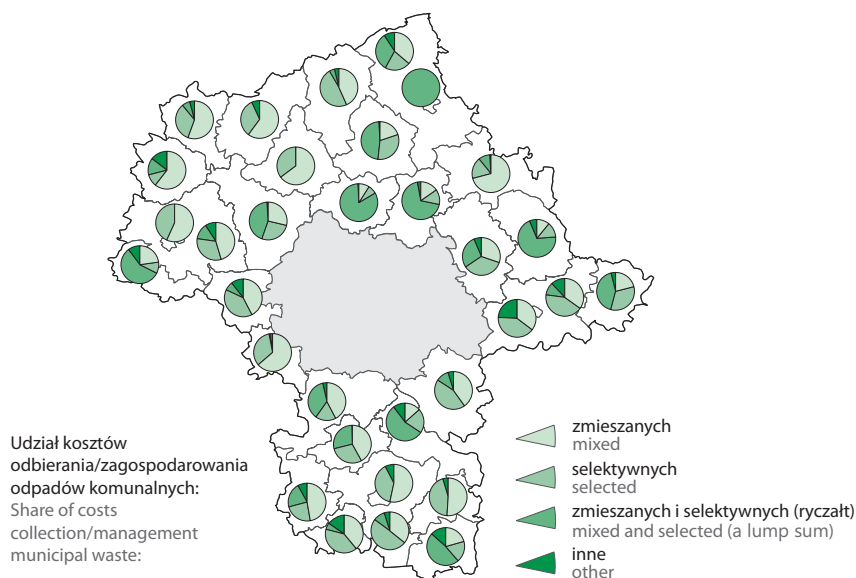 Udział kosztów
odbierania/zagospodarowania
odpadów komunalnych:
Share of costs
collection/management
municipal waste:
zmieszanych
mixed
selektywnych
selected
zmieszanych i selektywnych (ryczałt)
mixed and selected (a lump sum)
inne
other